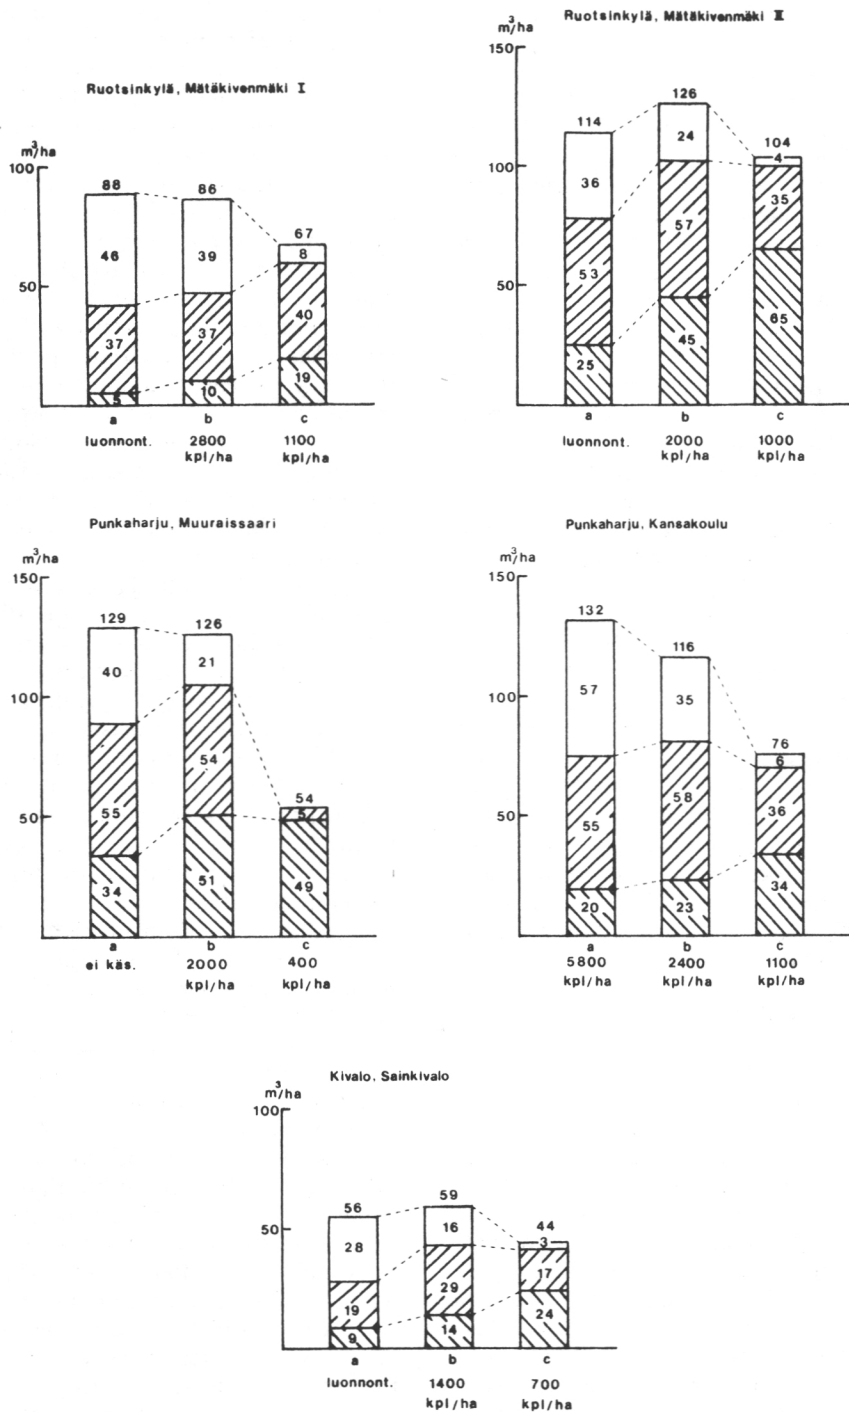 Ruotsinkylä, Mätäkivenmäki I
m³/ha
100
50
88
86
67
46
39
8
37
37
40
5
10
19
a
b
c
luonnont.
2800
1100
kpl/ha
kpl/ha
Ruotsinkylä, Mätäkivenmäki II
m³/ha
150
100
50
114
126
104
36
24
4
53
57
35
25
45
65
a
b
c
luonnont.
2000
1000
kpl/ha
kpl/ha
Punkaharju, Muuraissaari
m³/ha
150
100
50
129
126
54
40
21
55
54
5
34
51
49
a
b
c
ei käs.
2000
400
kpl/ha
kpl/ha
Punkaharju, Kansakoulu
m³/ha
150
100
50
132
116
76
57
35
6
55
58
36
20
23
34
a
b
c
5800
2400
1100
kpl/ha
kpl/ha
kpl/ha
Kivalo, Sainkivalo
m³/ha
100
50
56
59
44
28
16
3
19
29
17
9
14
24
a
b
c
luonnont.
1400
700
kpl/ha
kpl/ha